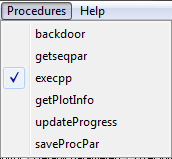 Procedures Help
backdoor
getseqpar
execpp
getPlotInfo
updateProgress
saveProcPar